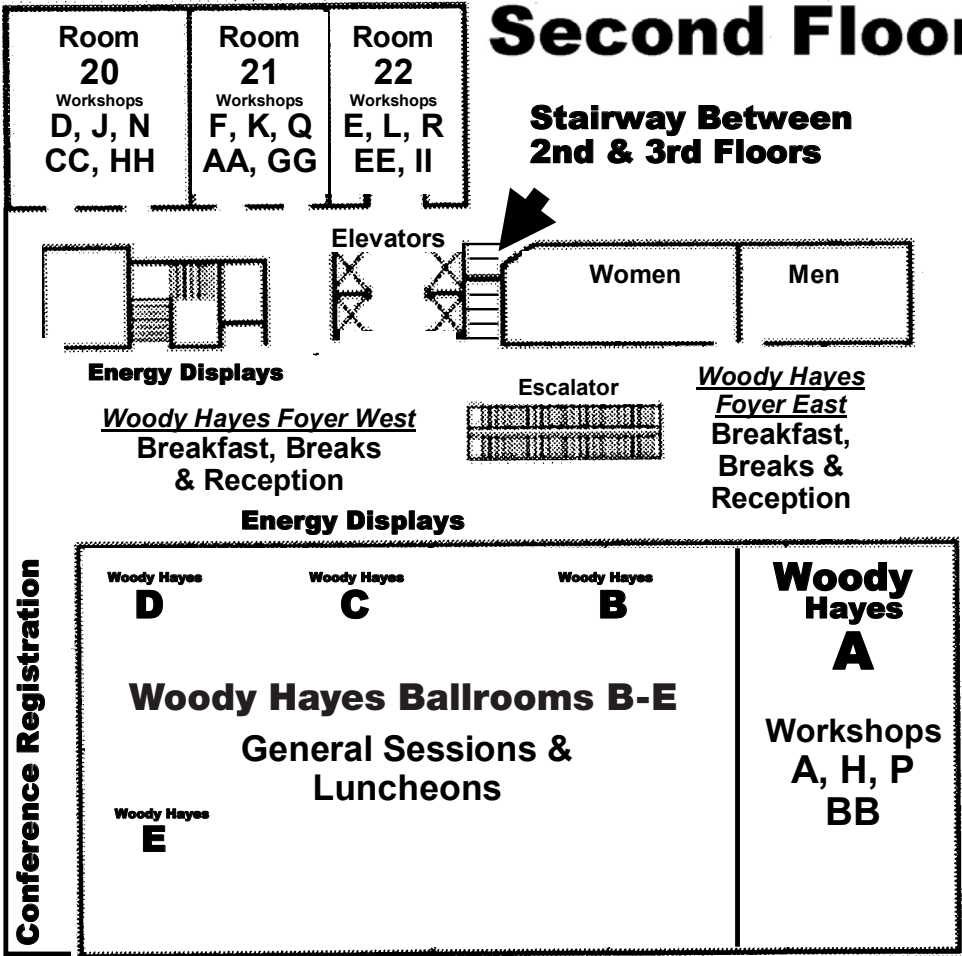 Second Floor
Room
20
Workshops
D, J, N
CC, HH
Room
21
Workshops
F, K, Q
AA, GG
Room
22
Workshops
E, L, R
EE, II
Stairway Between
2nd & 3rd Floors
Elevators
Women
Men
Energy Displays
Woody Hayes Foyer West
Breakfast, Breaks
& Reception
Escalator
Woody Hayes
Foyer East
Breakfast,
Breaks &
Reception
Energy Displays
Conference Registration
Woody Hayes
D
Woody Hayes
C
Woody Hayes
B
Woody Hayes Ballrooms B-E
General Sessions &
Luncheons
Woody Hayes
E
Woody
Hayes
A
Workshops
A, H, P
BB